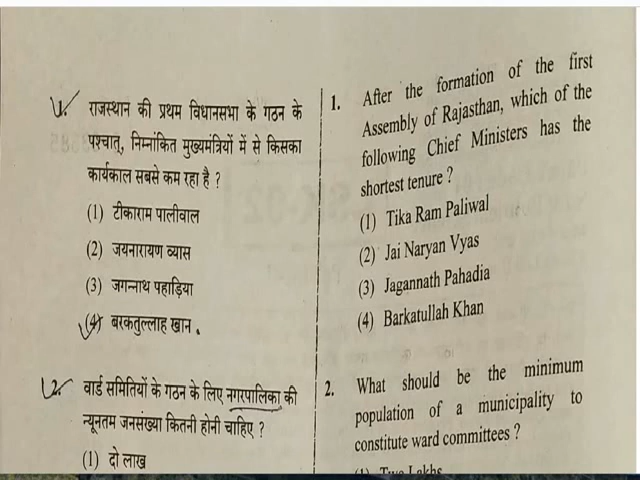 1. राजस्थान की प्रथम विधानसभा के गठन के
पश्चात्, निम्नांकित मुख्यमंत्रियों में से किसका
कार्यकाल सबसे कम रहा है ?
(1) टीकाराम पालीवाल
(2) जयनारायण व्यास
(3) जगन्नाथ पहाड़िया
(4) बरकतुल्लाह खान .
2. वार्ड समितियों के गठन के लिए नगरपालिका की
न्यूनतम जनसंख्या कितनी होनी चाहिए ?
(1) दो लाख
1. After the formation of the first
Assembly of Rajasthan, which of the
following Chief Ministers has the
shortest tenure ?
(1) Tika Ram Paliwal
(2) Jai Naryan Vyas
(3) Jagannath Pahadia
(4) Barkatullah Khan
2. What should be the minimum
population of a municipality to
constitute ward committees ?
(1) Two Lakhs